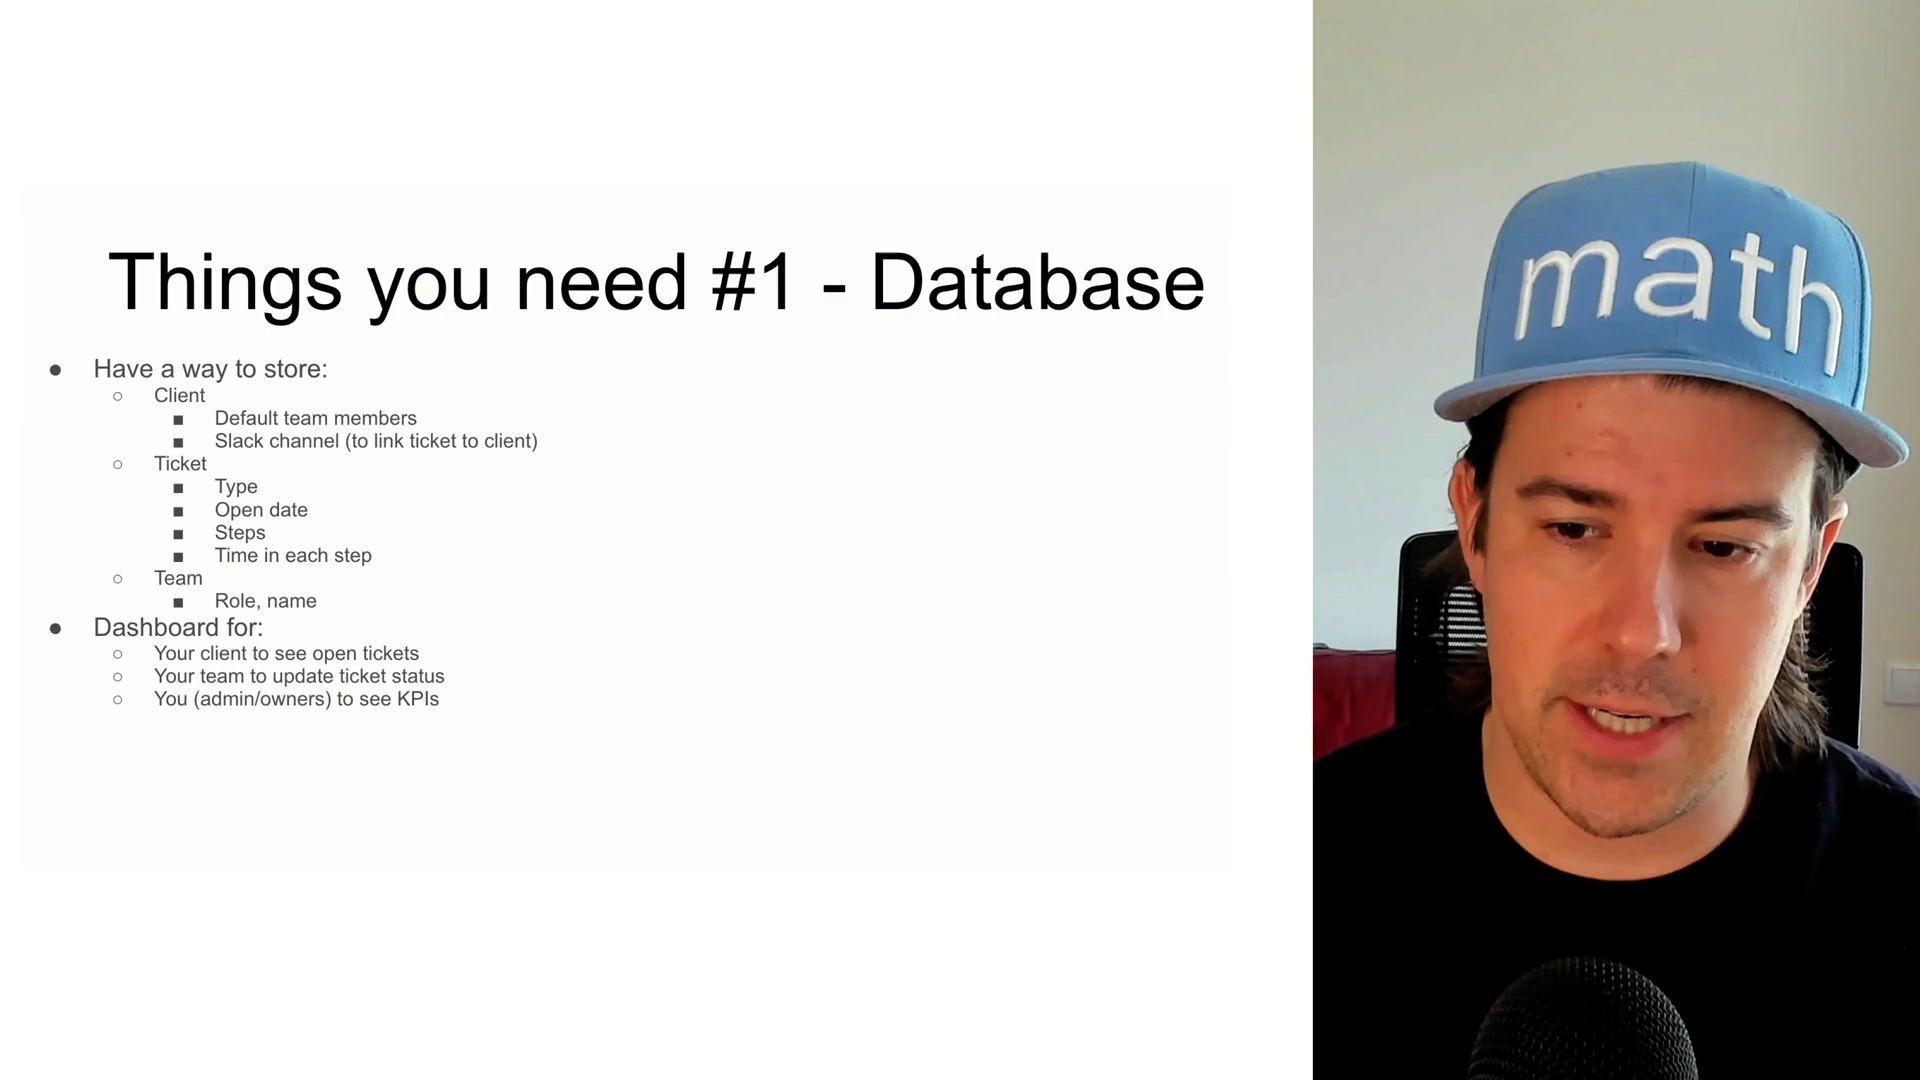 Things you need #1 - Database
● Have a way to store:
○ Client
■ Default team members
■ Slack channel (to link ticket to client)
○ Ticket
■ Type
■ Open date
■ Steps
■ Time in each step
○ Team
■ Role, name
● Dashboard for:
○ Your client to see open tickets
○ Your team to update ticket status
○ You (admin/owners) to see KPIs
math